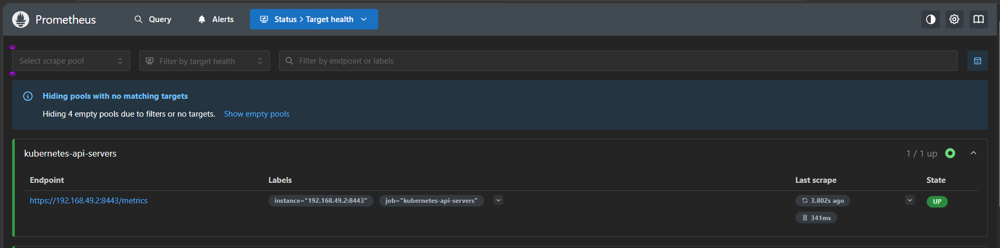 Prometheus Query Alerts Status > Target health
Select scrape pool Filter by target health Filter by endpoint or labels
Hiding pools with no matching targets
Hiding 4 empty pools due to filters or no targets. Show empty pools
kubernetes-api-servers 1 / 1 up
Endpoint Labels Last scrape State
https://192.168.49.2:8443/metrics instance="192.168.49.2:8443" job="kubernetes-api-servers" 3.802s ago UP
341ms